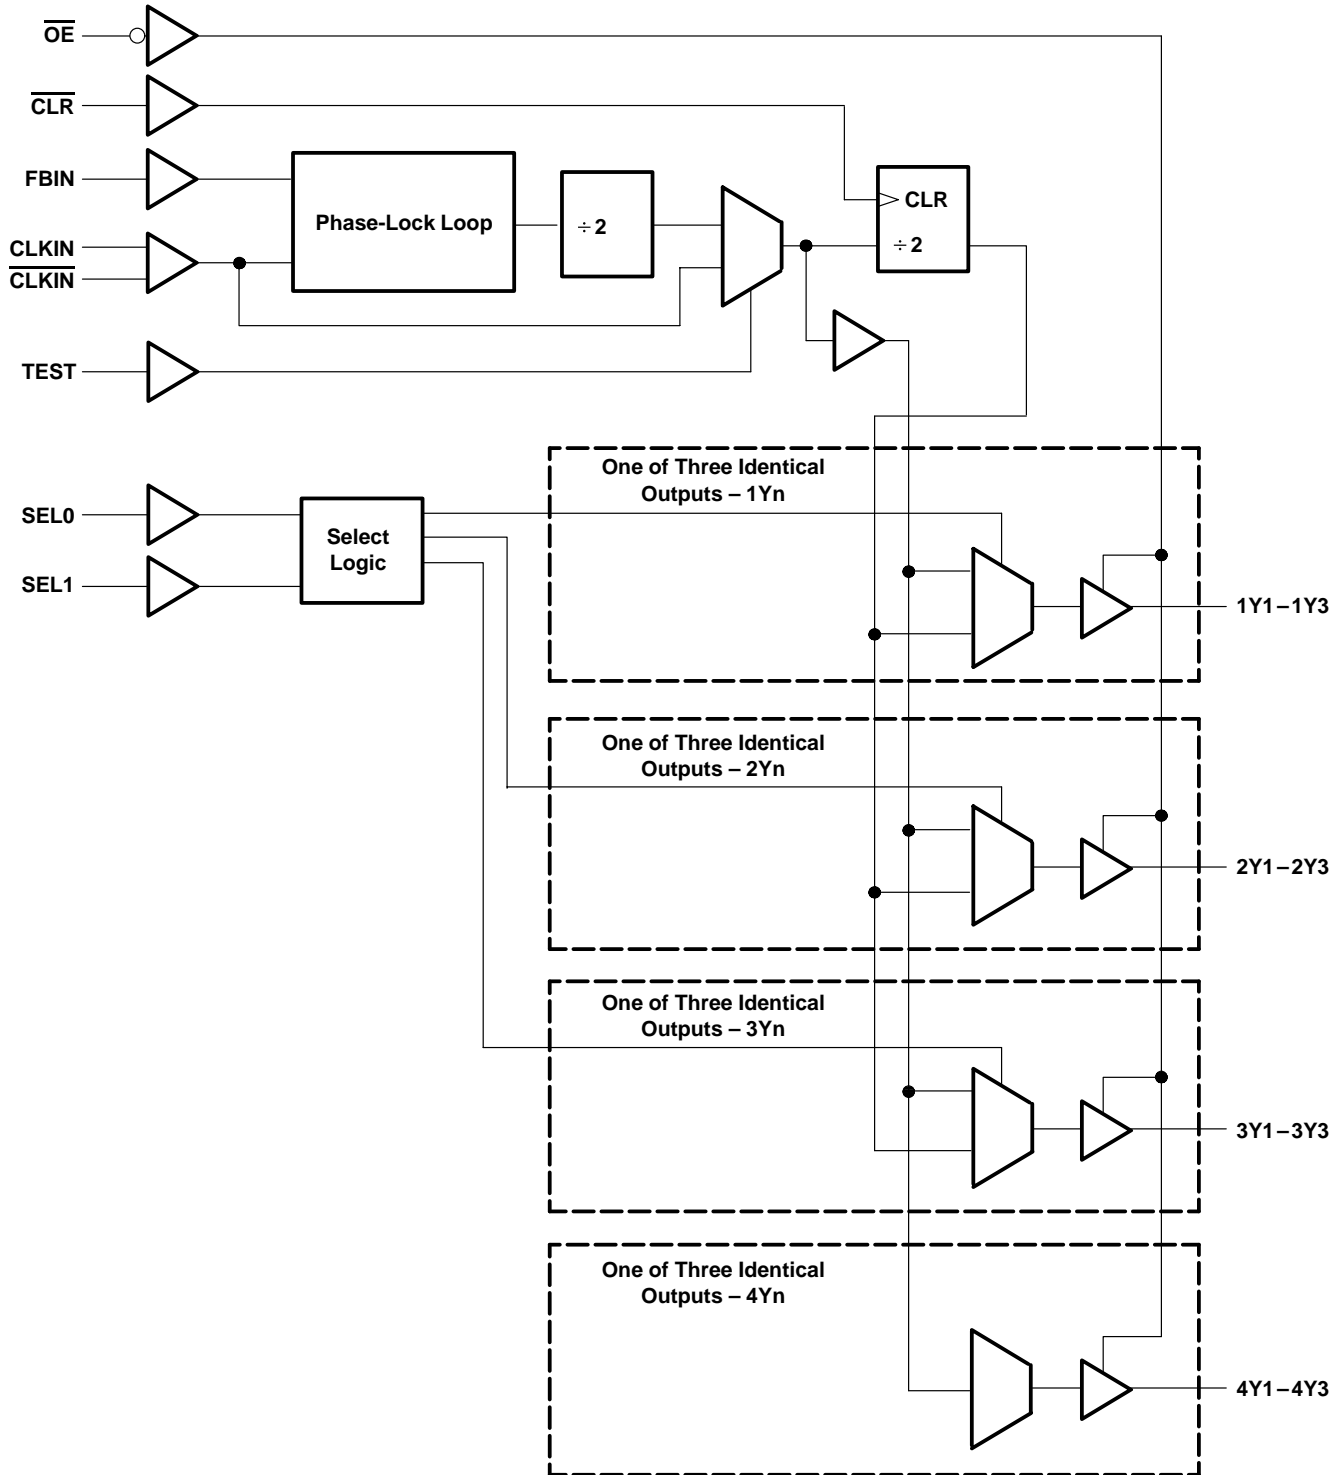 OE
CLR
FBIN
CLKIN
CLKIN
TEST
Phase-Lock Loop
÷2
CLR
÷2
SEL0
SEL1
Select
Logic
One of Three Identical
Outputs – 1Yn
1Y1–1Y3
One of Three Identical
Outputs – 2Yn
2Y1–2Y3
One of Three Identical
Outputs – 3Yn
3Y1–3Y3
One of Three Identical
Outputs – 4Yn
4Y1–4Y3